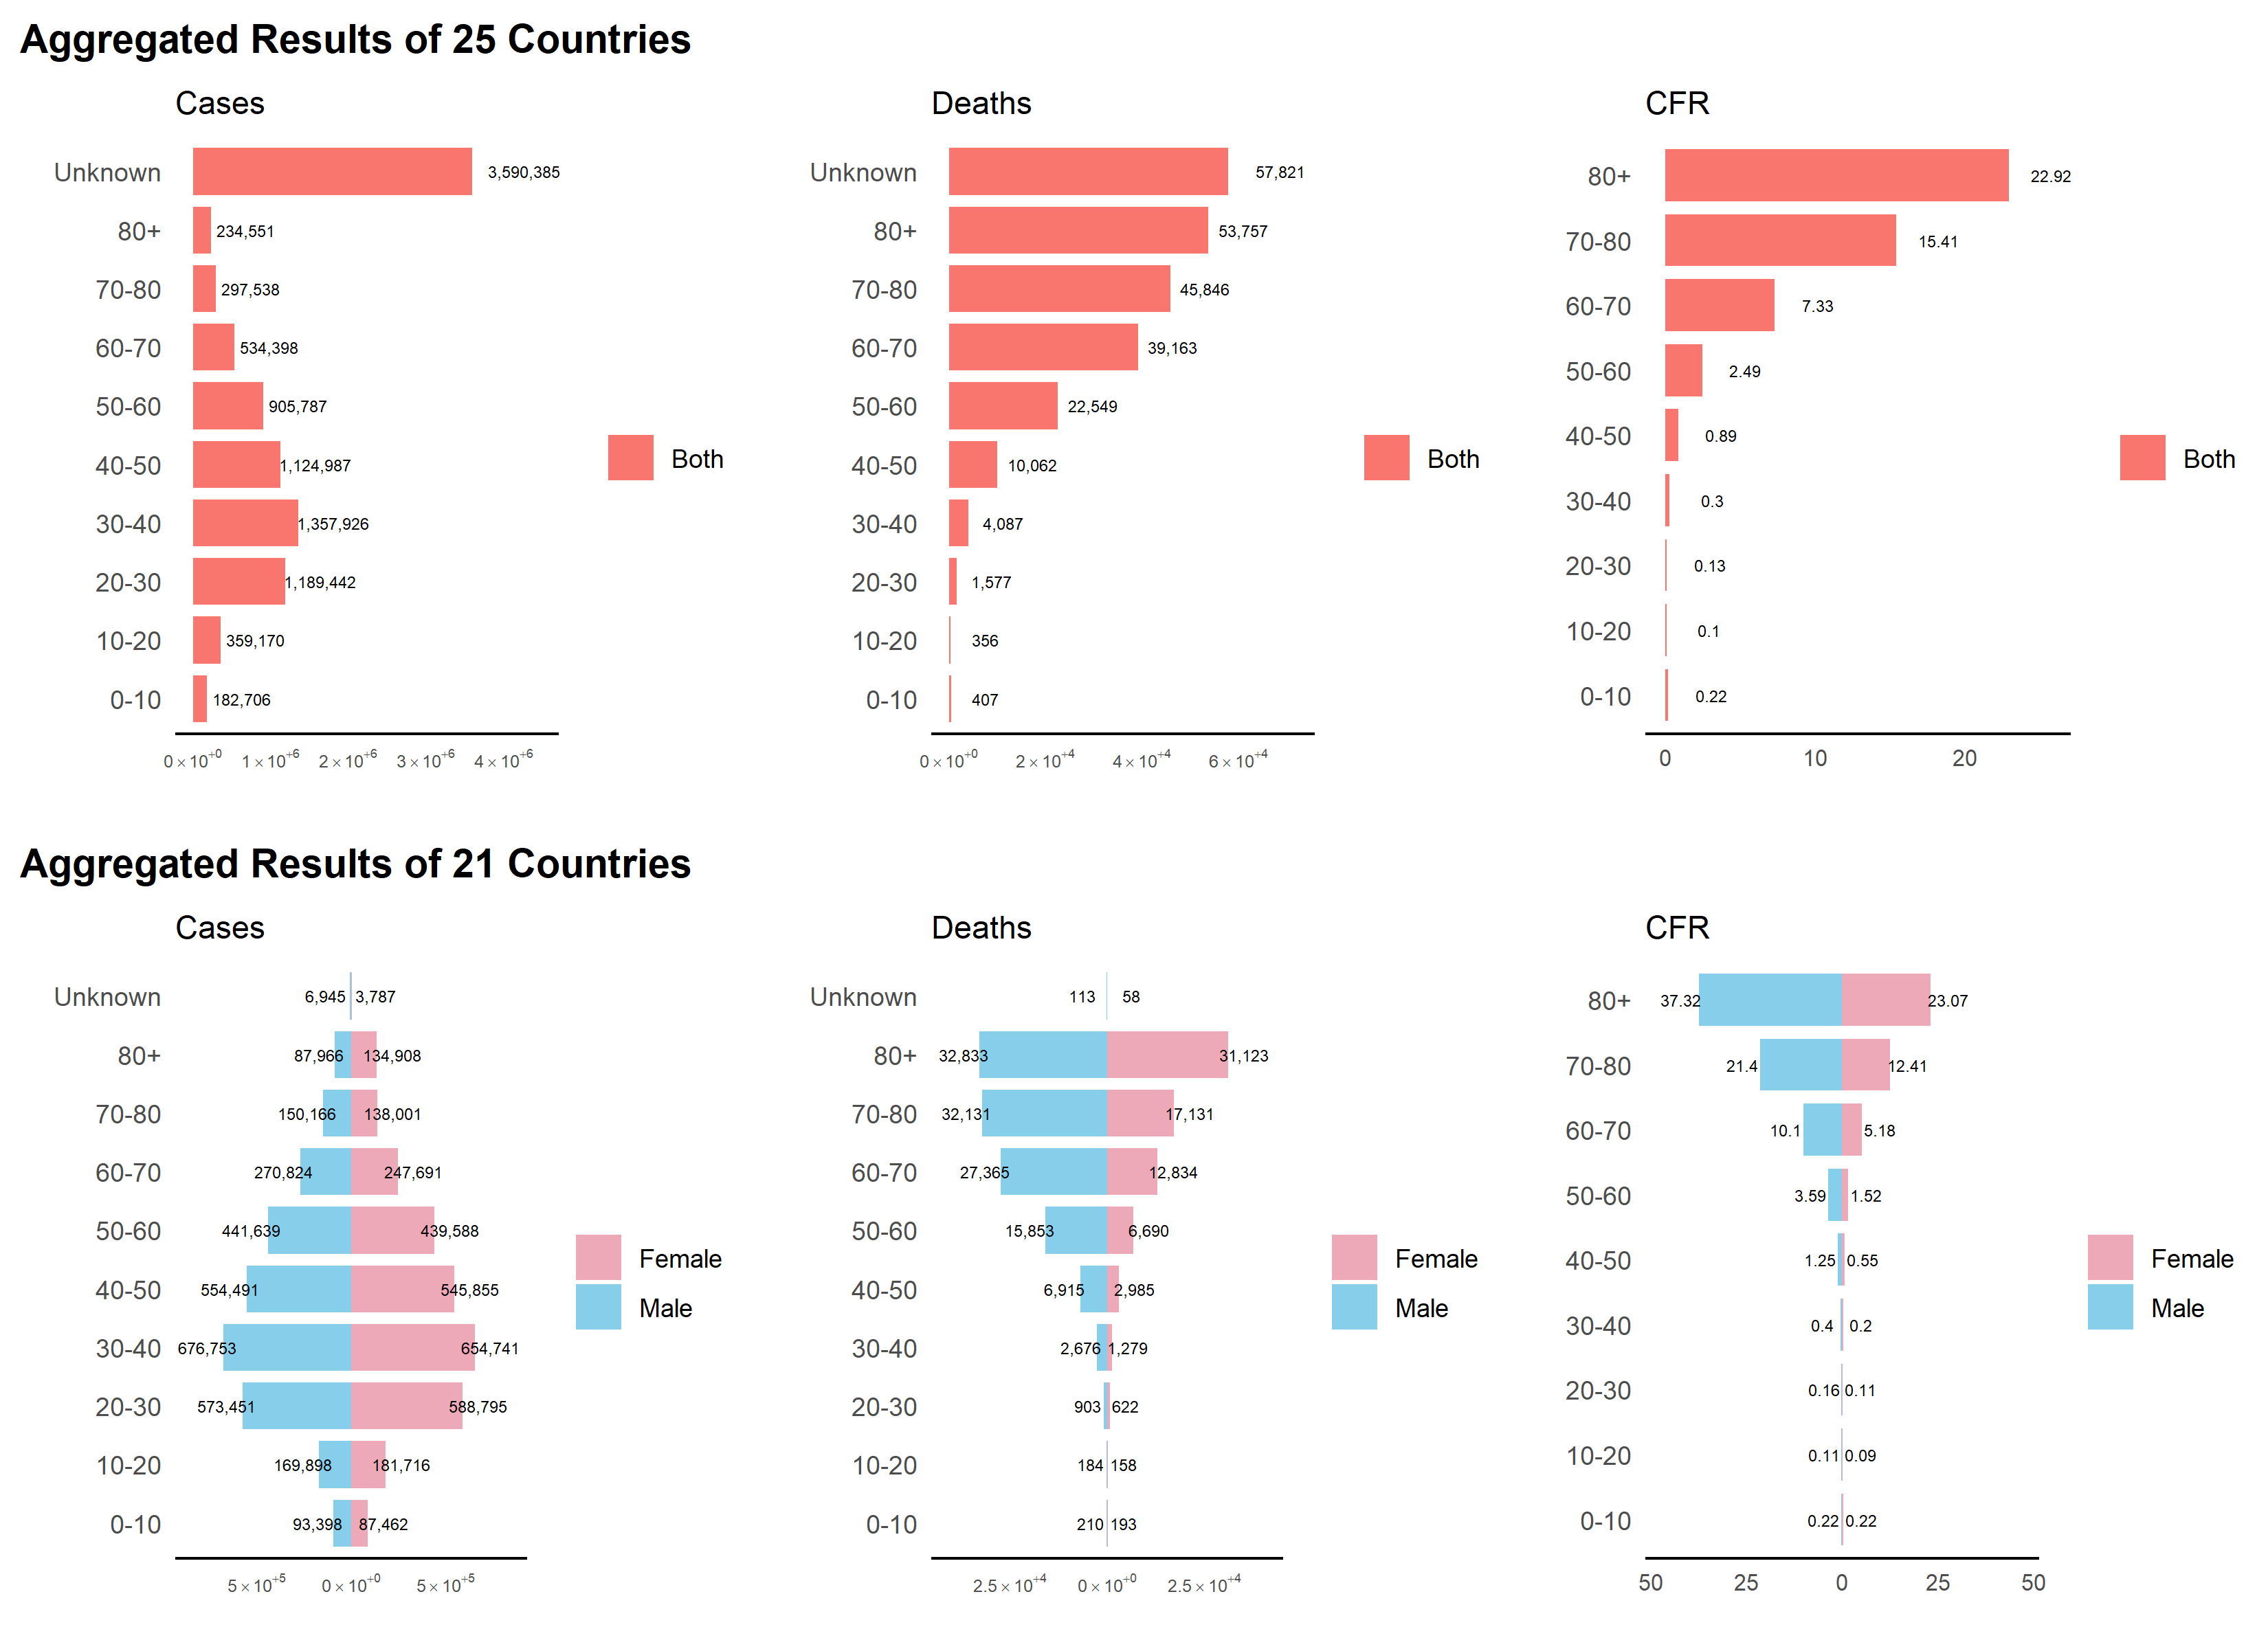 Aggregated Results of 25 Countries
Cases
Unknown 3,590,385
80+ 234,551
70-80 297,538
60-70 534,398
50-60 905,787
40-50 1,124,987
30-40 1,357,926
20-30 1,189,442
10-20 359,170
0-10 182,706
0×10⁺⁰ 1×10⁺⁶ 2×10⁺⁶ 3×10⁺⁶ 4×10⁺⁶
Both
Deaths
Unknown 57,821
80+ 53,757
70-80 45,846
60-70 39,163
50-60 22,549
40-50 10,062
30-40 4,087
20-30 1,577
10-20 356
0-10 407
0×10⁺⁰ 2×10⁺⁴ 4×10⁺⁴ 6×10⁺⁴
Both
CFR
80+ 22.92
70-80 15.41
60-70 7.33
50-60 2.49
40-50 0.89
30-40 0.3
20-30 0.13
10-20 0.1
0-10 0.22
0 10 20
Both
Aggregated Results of 21 Countries
Cases
Unknown 6,945 3,787
80+ 87,966 134,908
70-80 150,166 138,001
60-70 270,824 247,691
50-60 441,639 439,588
40-50 554,491 545,855
30-40 676,753 654,741
20-30 573,451 588,795
10-20 169,898 181,716
0-10 93,398 87,462
5×10⁺⁵ 0×10⁺⁰ 5×10⁺⁵
Female
Male
Deaths
Unknown 113 58
80+ 32,833 31,123
70-80 32,131 17,131
60-70 27,365 12,834
50-60 15,853 6,690
40-50 6,915 2,985
30-40 2,676 1,279
20-30 903 622
10-20 184 158
0-10 210 193
2.5×10⁺⁴ 0×10⁺⁰ 2.5×10⁺⁴
Female
Male
CFR
80+ 37.32 23.07
70-80 21.4 12.41
60-70 10.1 5.18
50-60 3.59 1.52
40-50 1.25 0.55
30-40 0.4 0.2
20-30 0.16 0.11
10-20 0.11 0.09
0-10 0.22 0.22
50 25 0 25 50
Female
Male